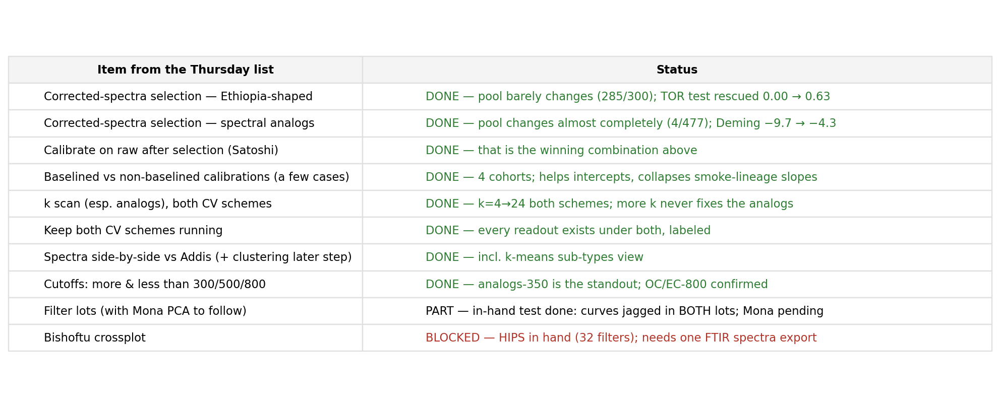 Item from the Thursday list	Status
Corrected-spectra selection — Ethiopia-shaped	DONE — pool barely changes (285/300); TOR test rescued 0.00 → 0.63
Corrected-spectra selection — spectral analogs	DONE — pool changes almost completely (4/477); Deming −9.7 → −4.3
Calibrate on raw after selection (Satoshi)	DONE — that is the winning combination above
Baselined vs non-baselined calibrations (a few cases)	DONE — 4 cohorts; helps intercepts, collapses smoke-lineage slopes
k scan (esp. analogs), both CV schemes	DONE — k=4→24 both schemes; more k never fixes the analogs
Keep both CV schemes running	DONE — every readout exists under both, labeled
Spectra side-by-side vs Addis (+ clustering later step)	DONE — incl. k-means sub-types view
Cutoffs: more & less than 300/500/800	DONE — analogs-350 is the standout; OC/EC-800 confirmed
Filter lots (with Mona PCA to follow)	PART — in-hand test done: curves jagged in BOTH lots; Mona pending
Bishoftu crossplot	BLOCKED — HIPS in hand (32 filters); needs one FTIR spectra export